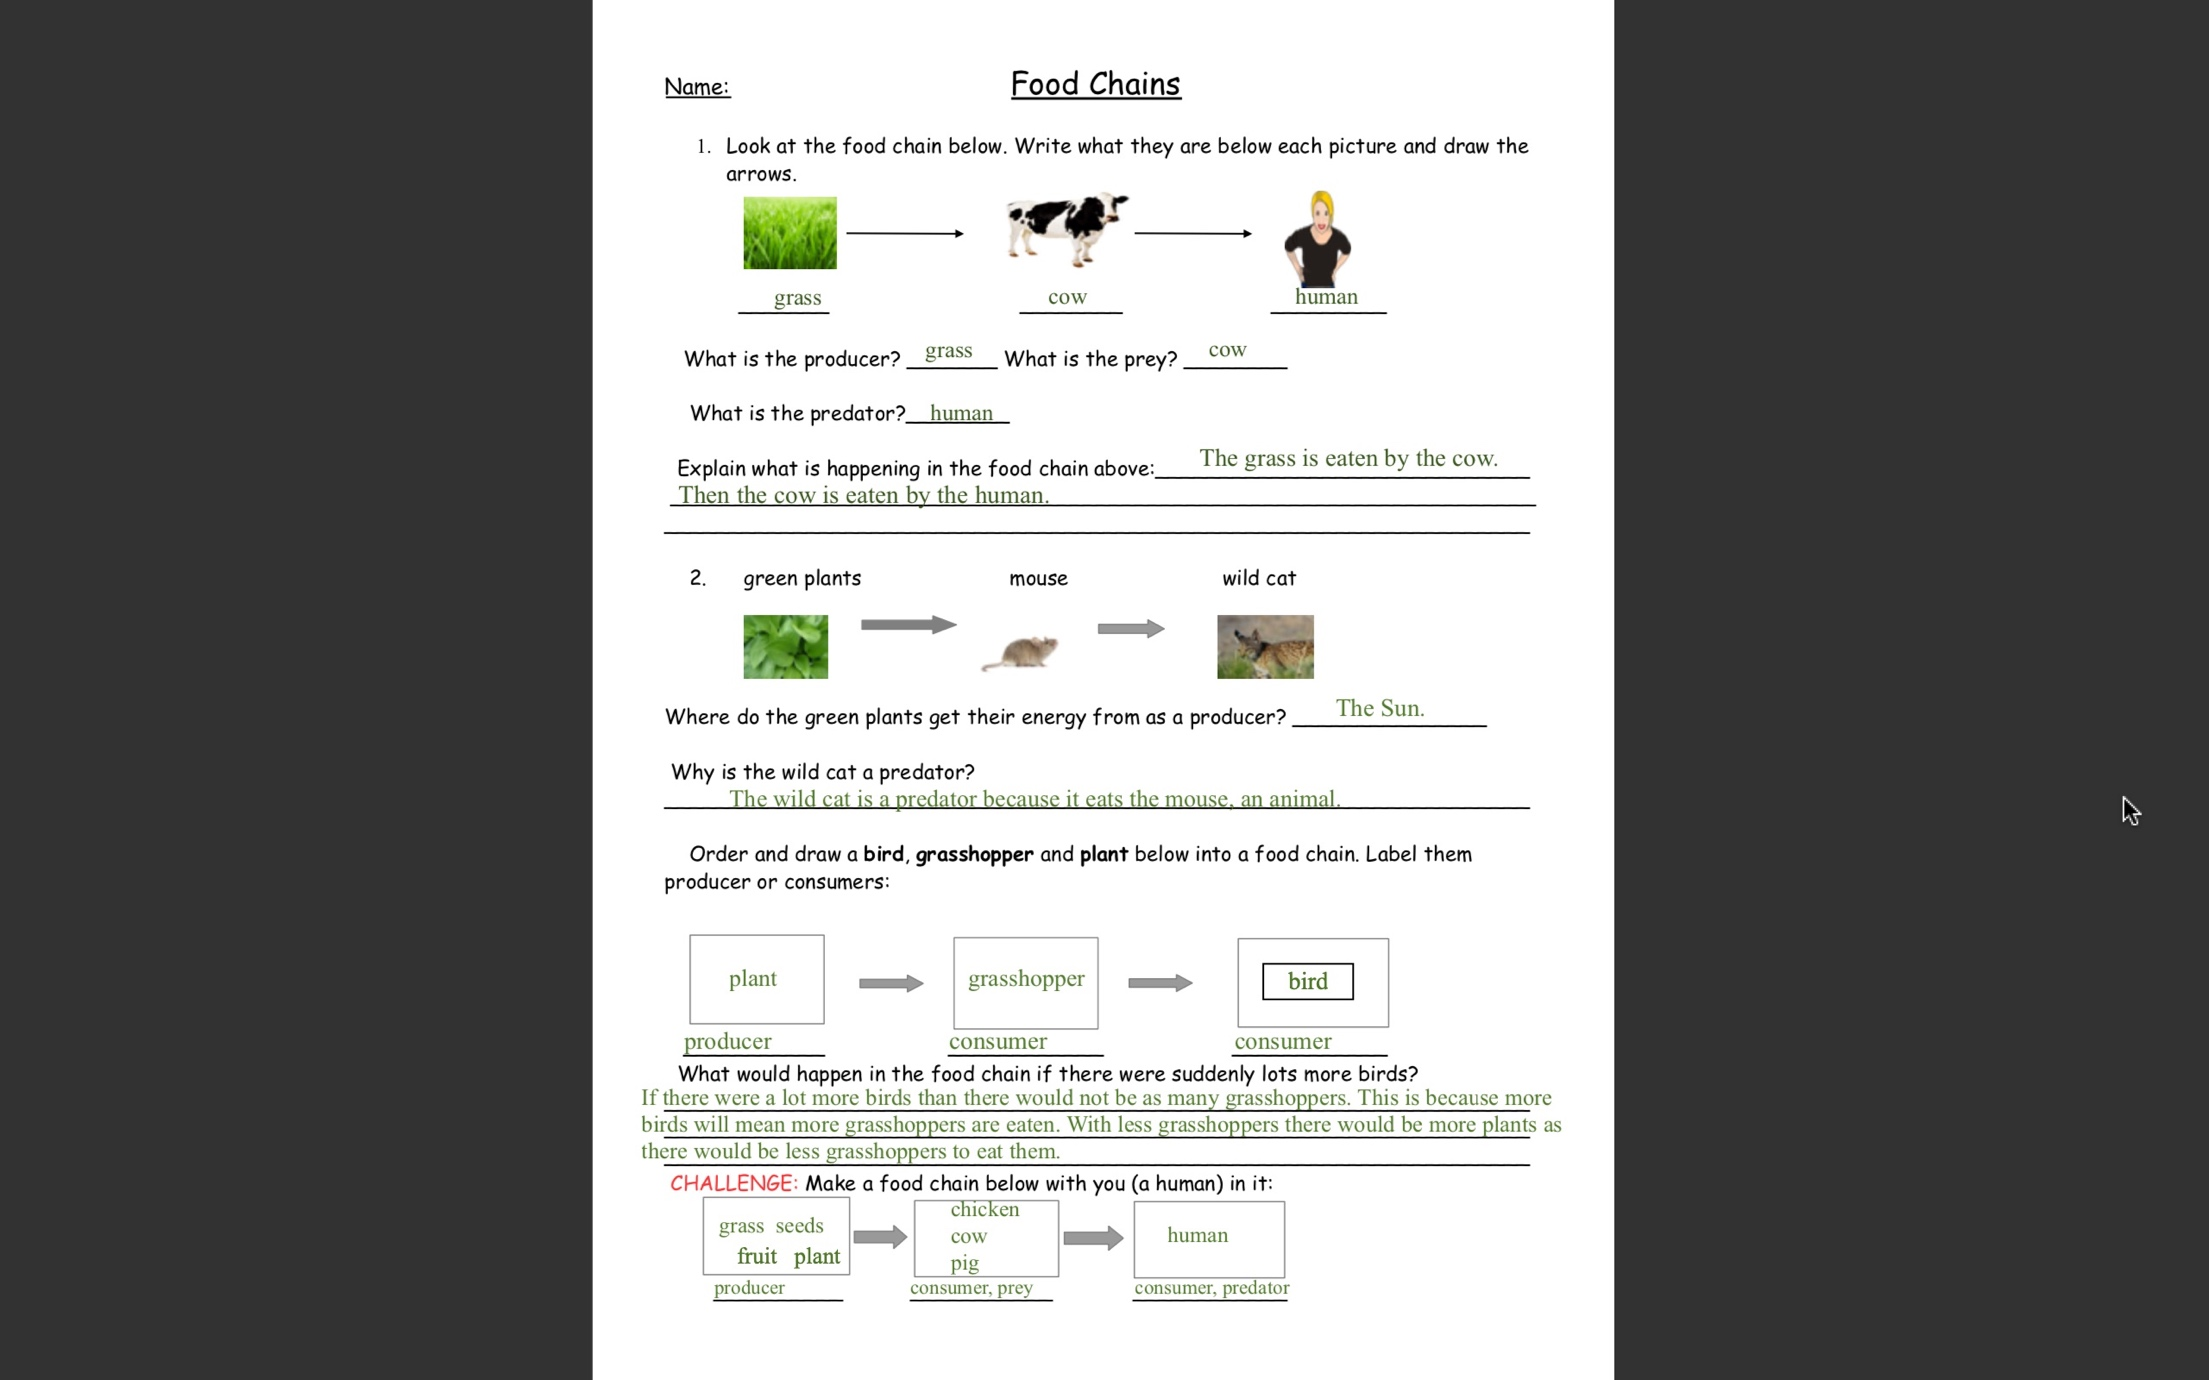 Name: Food Chains
1. Look at the food chain below. Write what they are below each picture and draw the
arrows.
grass cow human
What is the producer? grass What is the prey? cow
What is the predator? human
Explain what is happening in the food chain above: The grass is eaten by the cow.
Then the cow is eaten by the human.
2. green plants mouse wild cat
Where do the green plants get their energy from as a producer? The Sun.
Why is the wild cat a predator?
The wild cat is a predator because it eats the mouse, an animal.
Order and draw a bird, grasshopper and plant below into a food chain. Label them
producer or consumers:
plant grasshopper bird
producer consumer consumer
What would happen in the food chain if there were suddenly lots more birds?
If there were a lot more birds than there would not be as many grasshoppers. This is because more
birds will mean more grasshoppers are eaten. With less grasshoppers there would be more plants as
there would be less grasshoppers to eat them.
CHALLENGE: Make a food chain below with you (a human) in it:
grass seeds
fruit plant
chicken
cow
pig
human
producer consumer, prey consumer, predator